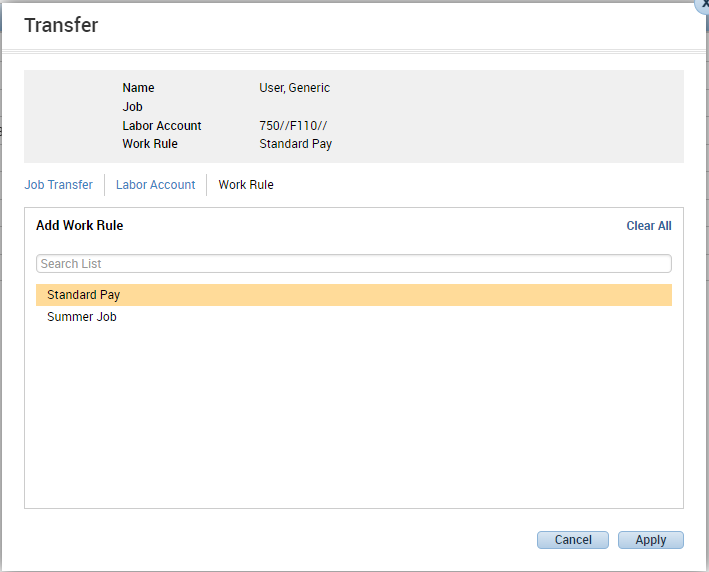 Transfer
Name User, Generic
Job
Labor Account 750//F110//
Work Rule Standard Pay
Job Transfer Labor Account Work Rule
Add Work Rule Clear All
Search List
Standard Pay
Summer Job
Cancel Apply